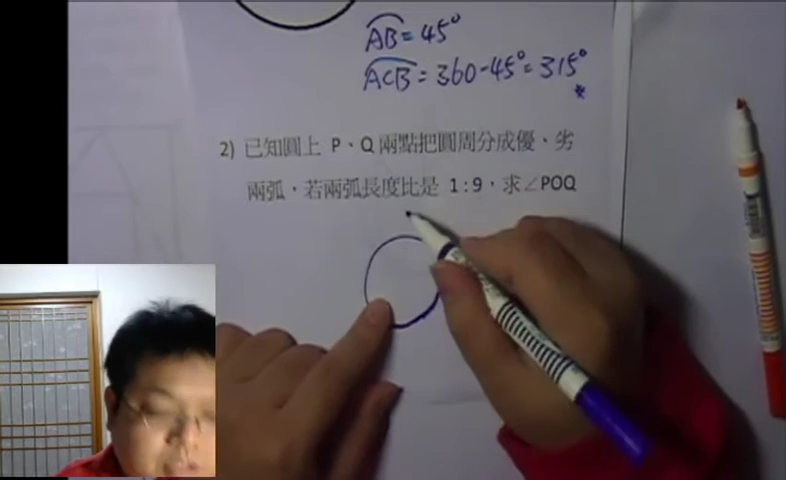 AB = 45°
ACB = 360-45° = 315°
*
2) 已知圓上 P、Q 兩點把圓周分成優、劣
兩弧，若兩弧長度比是 1:9，求∠POQ